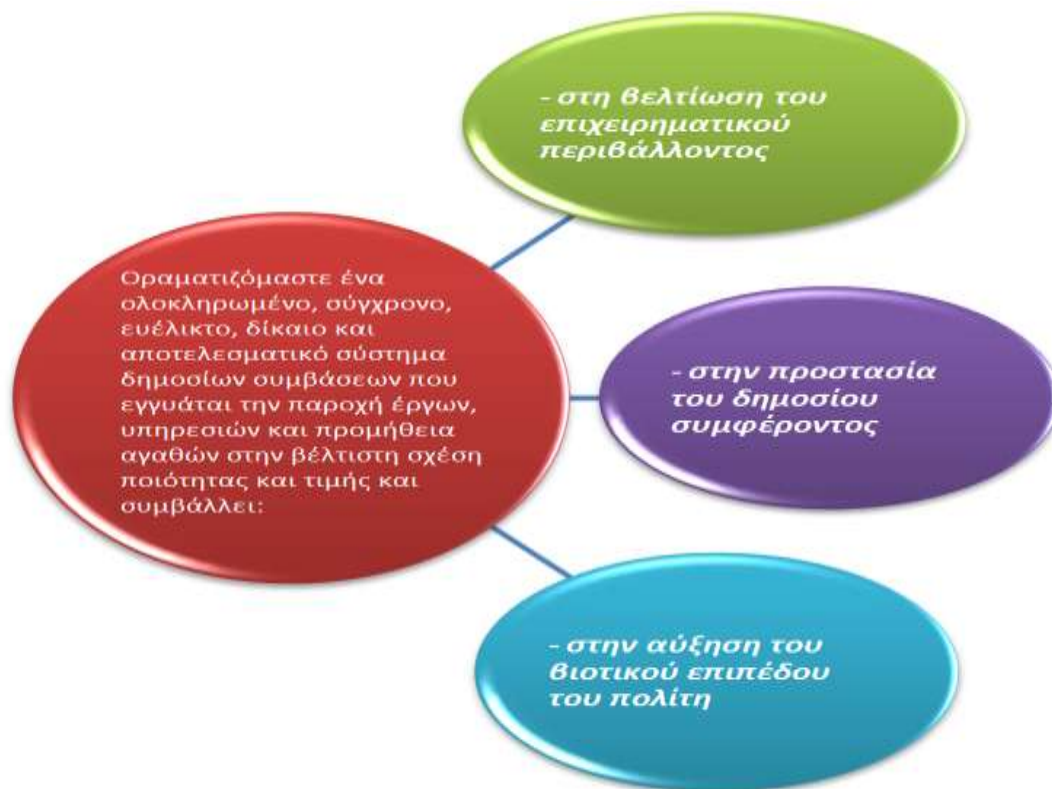 - στη βελτίωση του
επιχειρηματικού
περιβάλλοντος
Οραματιζόμαστε ένα
ολοκληρωμένο, σύγχρονο,
ευέλικτο, δίκαιο και
αποτελεσματικό σύστημα
δημοσίων συμβάσεων που
εγγυάται την παροχή έργων,
υπηρεσιών και προμήθεια
αγαθών στην βέλτιστη σχέση
ποιότητας και τιμής και
συμβάλλει:
- στην προστασία
του δημοσίου
συμφέροντος
- στην αύξηση του
βιοτικού επιπέδου
του πολίτη